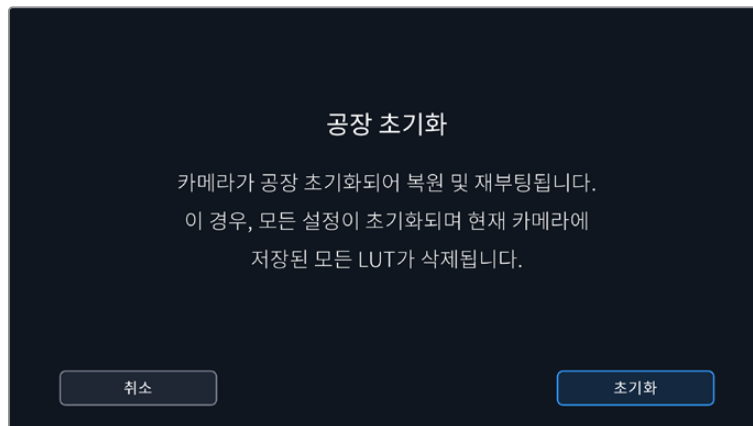 공장 초기화
카메라가 공장 초기화되어 복원 및 재부팅됩니다.
이 경우, 모든 설정이 초기화되며 현재 카메라에
저장된 모든 LUT가 삭제됩니다.
취소
초기화